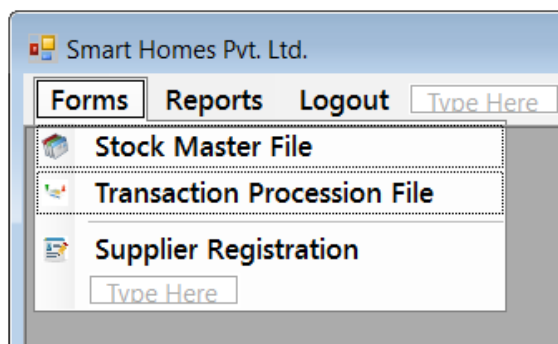 Smart Homes Pvt. Ltd.
Forms Reports Logout Type Here
Stock Master File
Transaction Procession File
Supplier Registration
Type Here